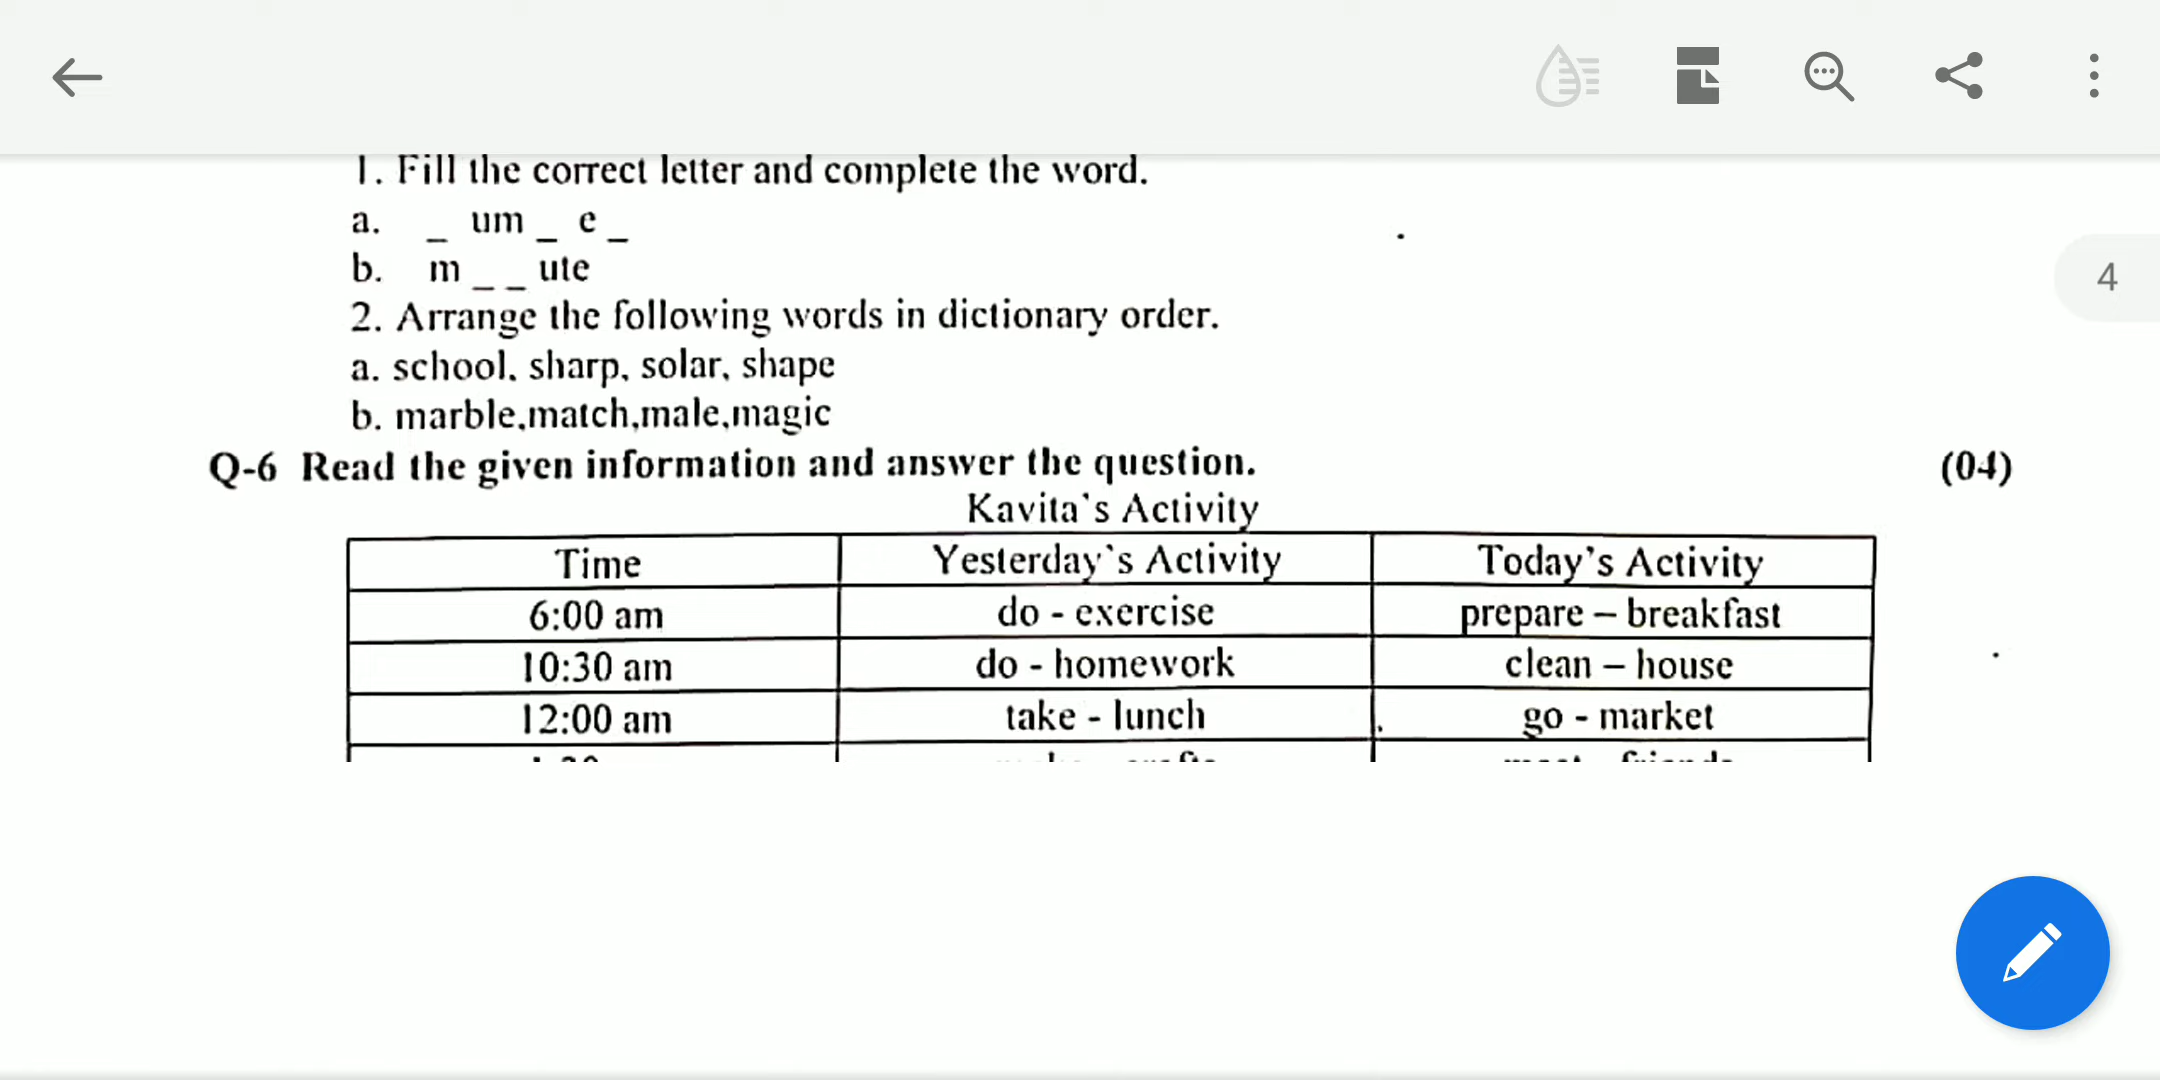 1. Fill the correct letter and complete the word.
a. _ um _ e _
b. m _ _ ute
2. Arrange the following words in dictionary order.
a. school, sharp, solar, shape
b. marble,match,male,magic
Q-6 Read the given information and answer the question. (04)
Kavita`s Activity
Time Yesterday`s Activity Today's Activity
6:00 am do - exercise prepare – breakfast
10:30 am do - homework clean – house
12:00 am take - lunch go - market
4